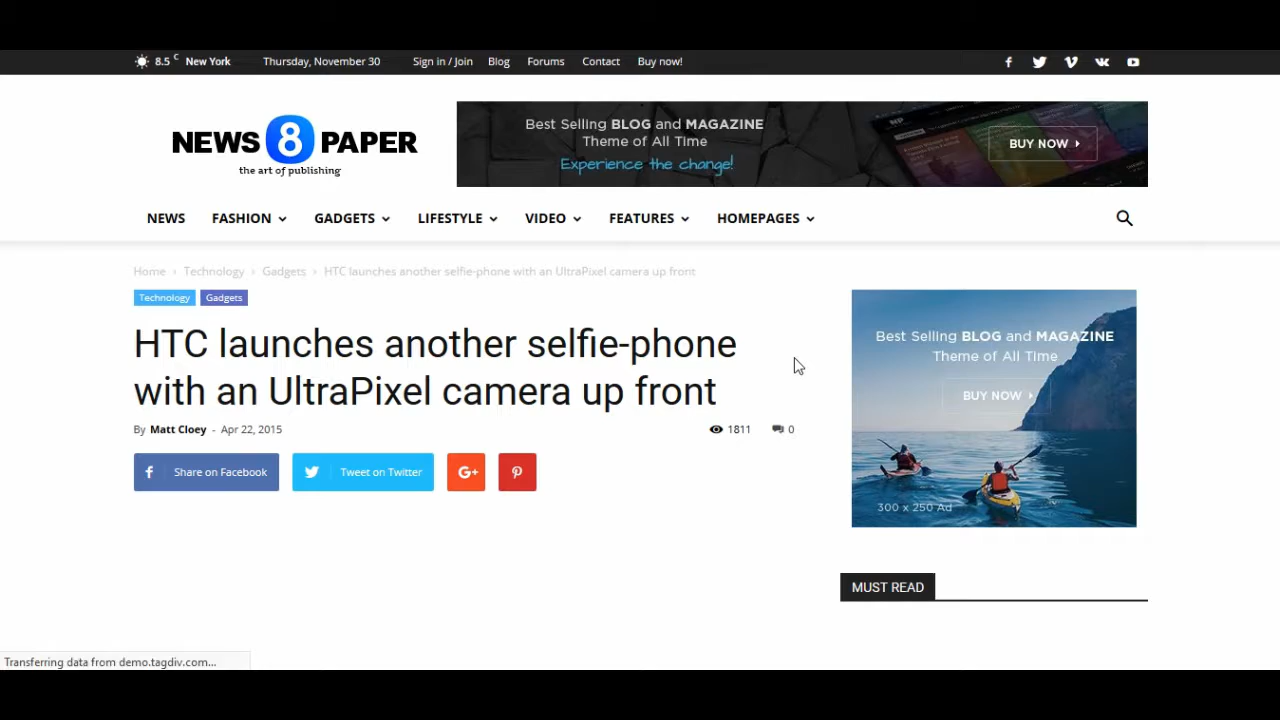 8.5 C New York Thursday, November 30 Sign in / Join Blog Forums Contact Buy now!
NEWS 8 PAPER
the art of publishing
Best Selling BLOG and MAGAZINE
Theme of All Time
Experience the change!
BUY NOW
NEWS FASHION GADGETS LIFESTYLE VIDEO FEATURES HOMEPAGES
Home › Technology › Gadgets › HTC launches another selfie-phone with an UltraPixel camera up front
Technology Gadgets
HTC launches another selfie-phone
with an UltraPixel camera up front
By Matt Cloey - Apr 22, 2015 1811 0
Share on Facebook Tweet on Twitter G+
Best Selling BLOG and MAGAZINE
Theme of All Time
BUY NOW
300 x 250 Ad
MUST READ
Transferring data from demo.tagdiv.com...